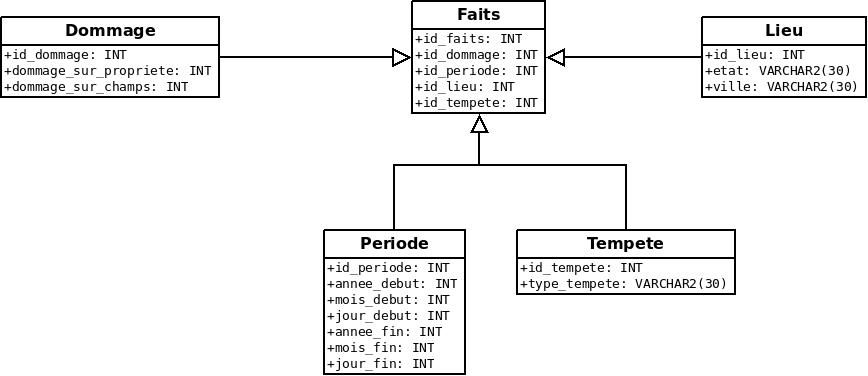 Dommage
+id_dommage: INT
+dommage_sur_propriete: INT
+dommage_sur_champs: INT
Faits
+id_faits: INT
+id_dommage: INT
+id_periode: INT
+id_lieu: INT
+id_tempete: INT
Lieu
+id_lieu: INT
+etat: VARCHAR2(30)
+ville: VARCHAR2(30)
Periode
+id_periode: INT
+annee_debut: INT
+mois_debut: INT
+jour_debut: INT
+annee_fin: INT
+mois_fin: INT
+jour_fin: INT
Tempete
+id_tempete: INT
+type_tempete: VARCHAR2(30)